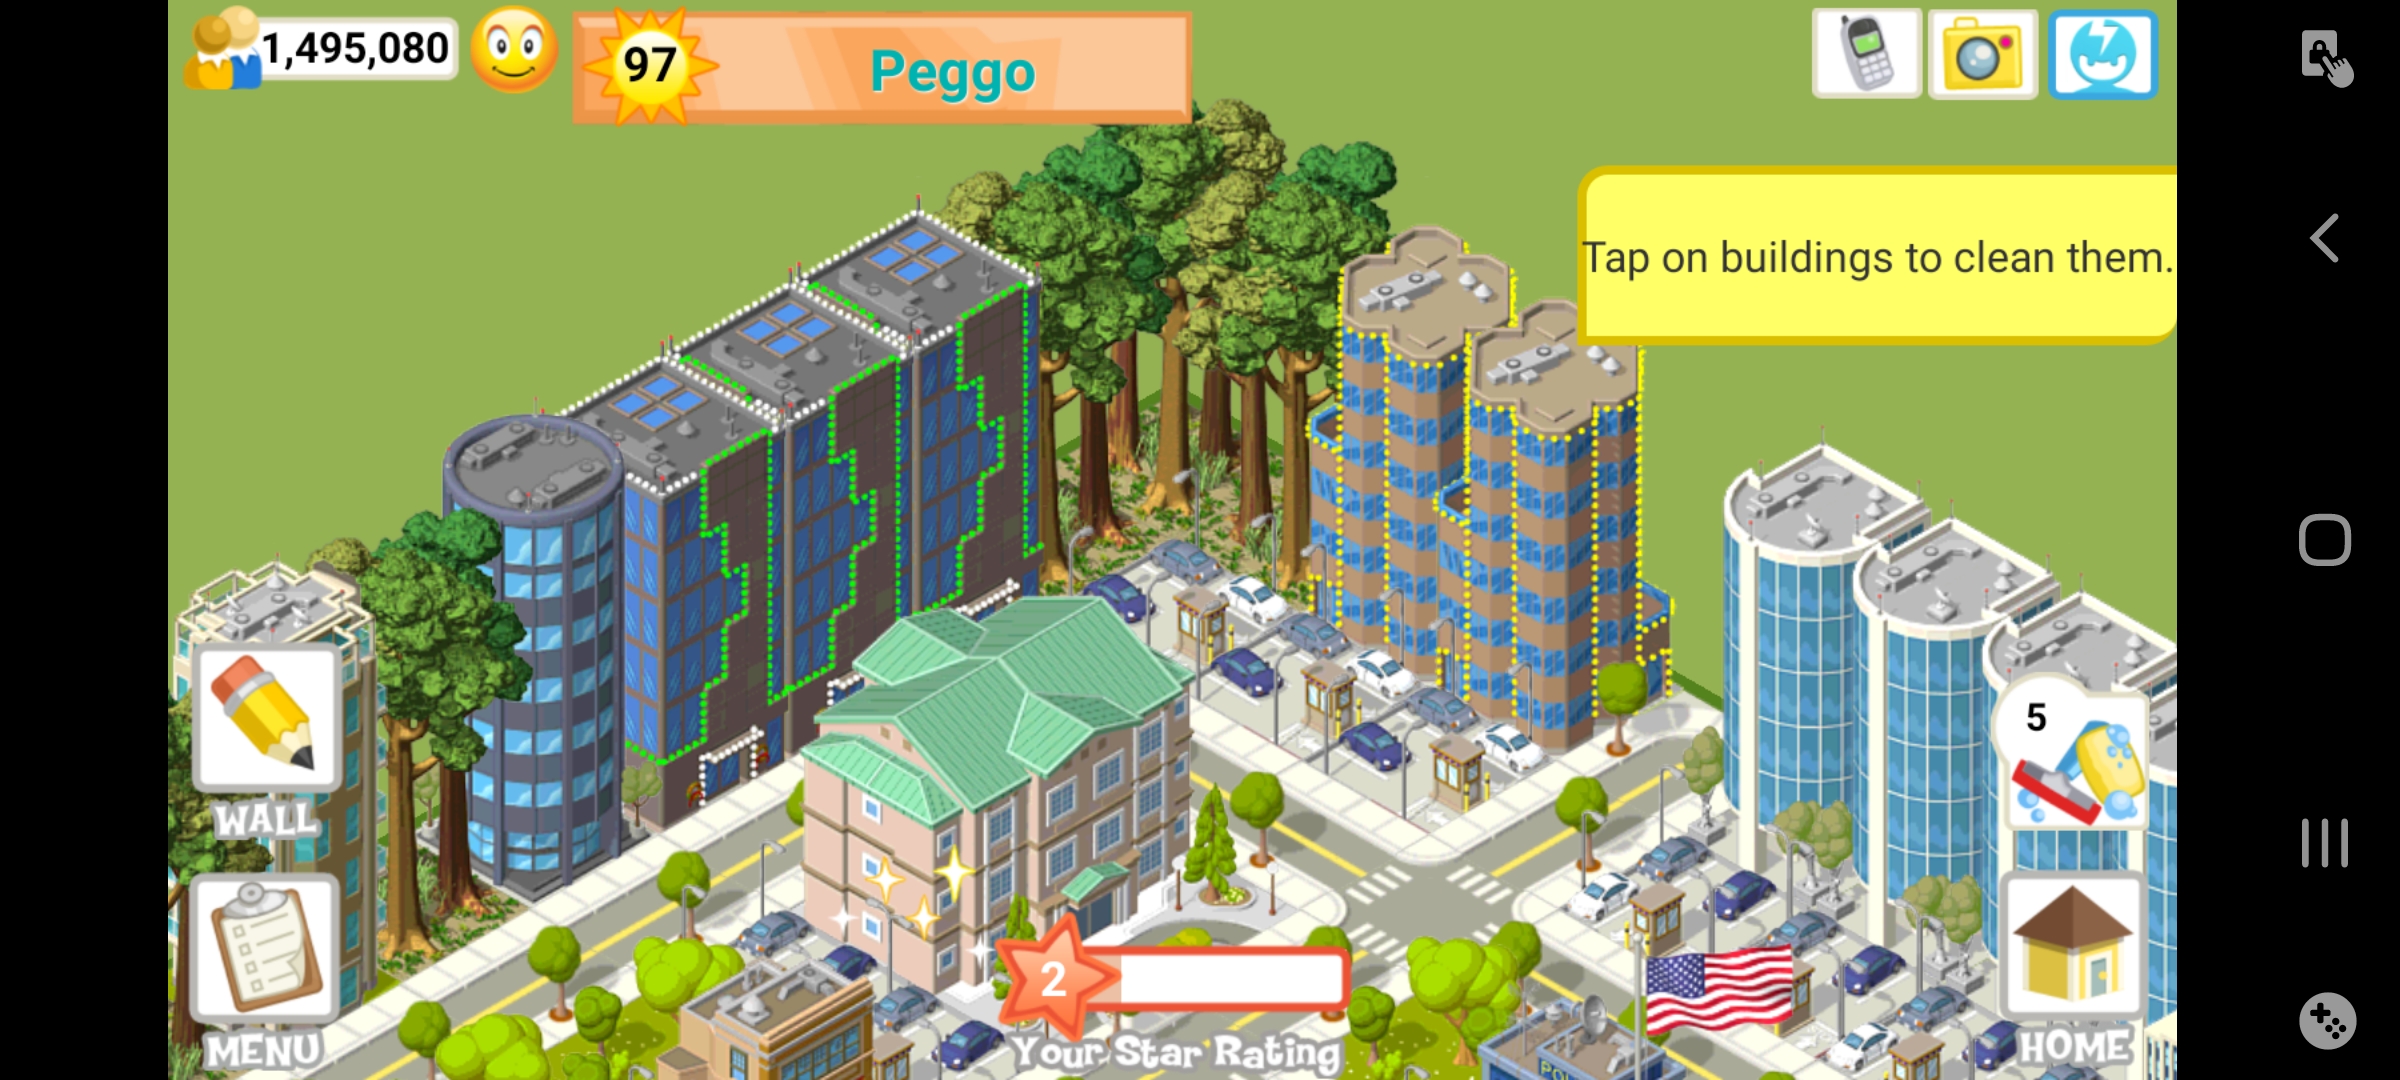 1,495,080
97
Peggo
Tap on buildings to clean them.
5
WALL
2
MENU
Your Star Rating
HOME